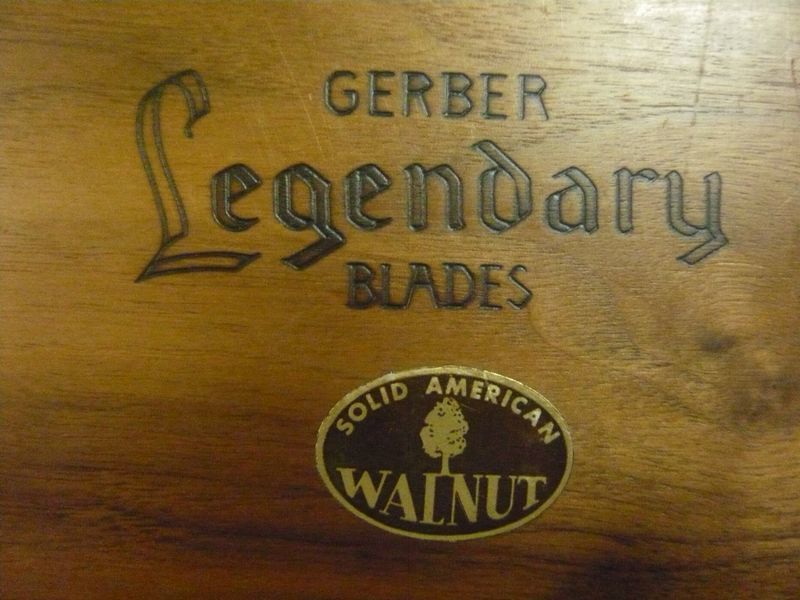 GERBER
Legendary
BLADES
SOLID AMERICAN
WALNUT